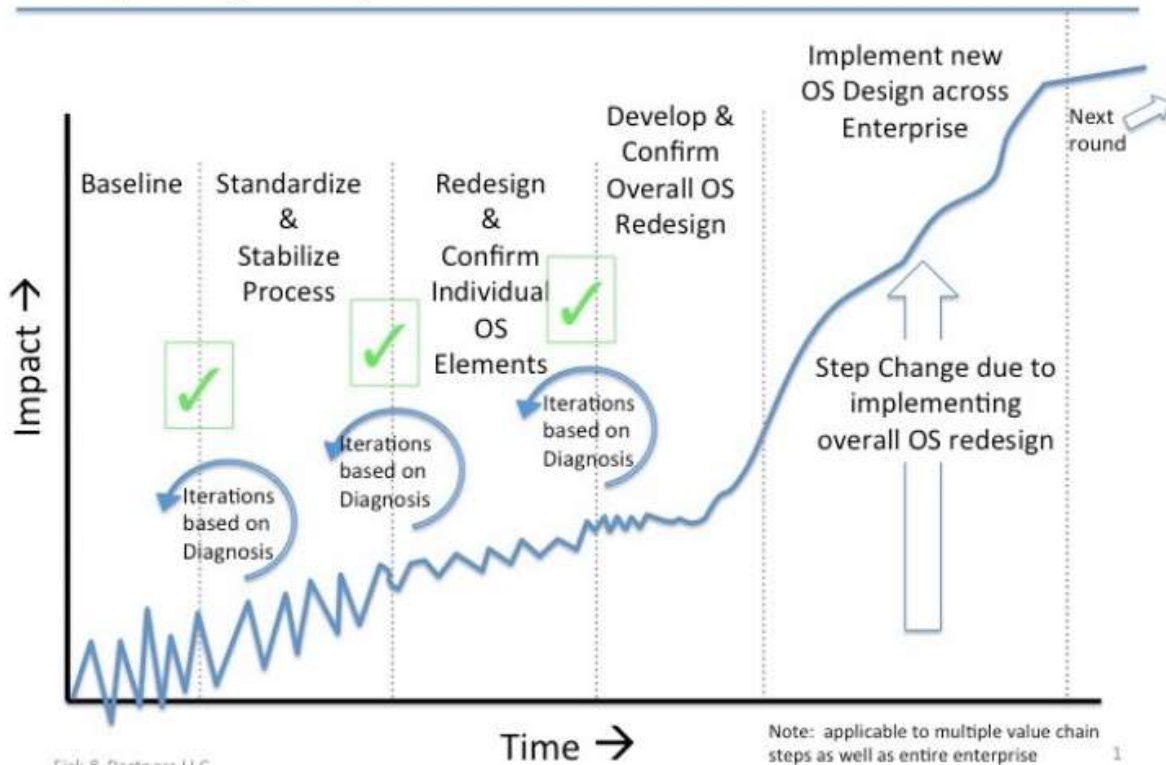 Baseline
Standardize
&
Stabilize
Process
Redesign
&
Confirm
Individual
OS
Elements
Develop &
Confirm
Overall OS
Redesign
Implement new
OS Design across
Enterprise
Next
round
Impact →
Iterations
based on
Diagnosis
Iterations
based on
Diagnosis
Iterations
based on
Diagnosis
Step Change due to
implementing
overall OS redesign
Time →
Note: applicable to multiple value chain
steps as well as entire enterprise
1